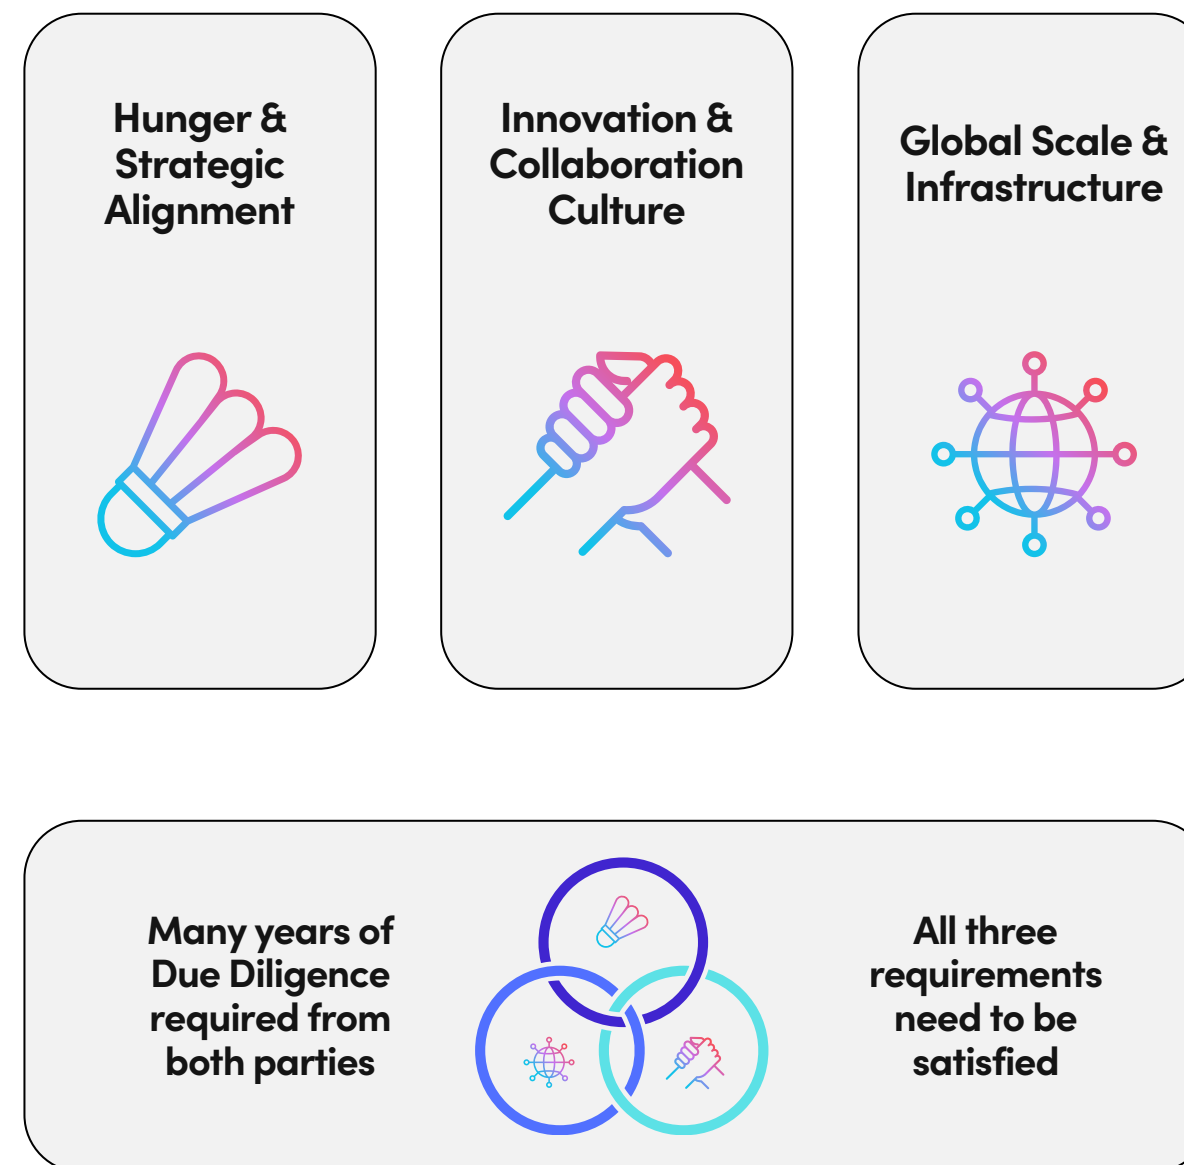 Hunger &
Strategic
Alignment
Innovation &
Collaboration
Culture
Global Scale &
Infrastructure
Many years of
Due Diligence
required from
both parties
All three
requirements
need to be
satisfied